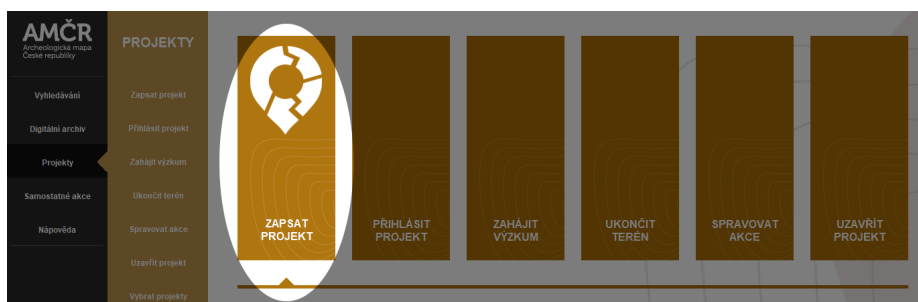 AMČR
Archeologická mapa
České republiky
Vyhledávání
Digitální archiv
Projekty
Samostatné akce
Nápověda
PROJEKTY
Zapsat projekt
Přihlásit projekt
Zahájit výzkum
Ukončit terén
Spravovat akce
Uzavřít projekt
Vybrat projekty
ZAPSAT
PROJEKT
PŘIHLÁSIT
PROJEKT
ZAHÁJIT
VÝZKUM
UKONČIT
TERÉN
SPRAVOVAT
AKCE
UZAVŘÍT
PROJEKT